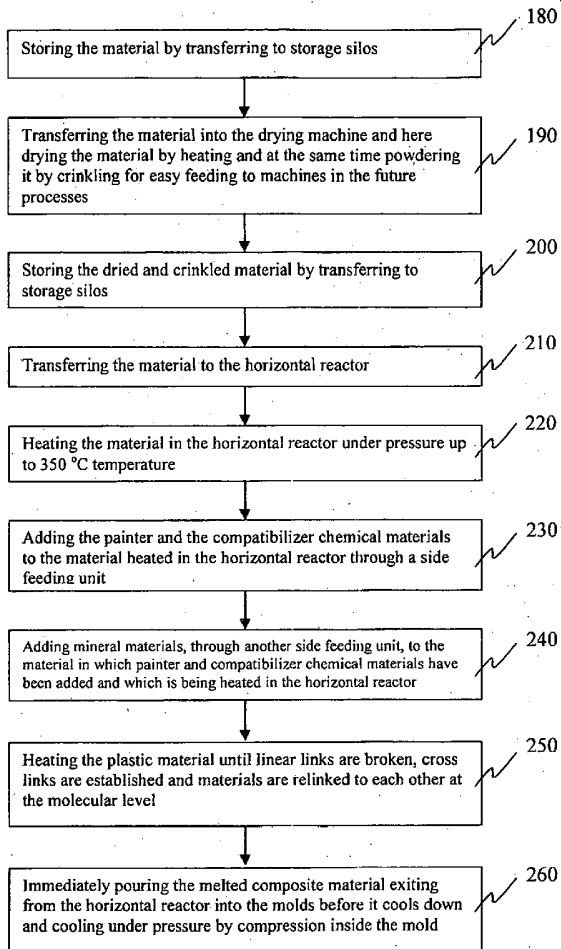 180
Storing the material by transferring to storage silos
190
Transferring the material into the drying machine and here
drying the material by heating and at the same time powdering
it by crinkling for easy feeding to machines in the future
processes
200
Storing the dried and crinkled material by transferring to
storage silos
210
Transferring the material to the horizontal reactor
220
Heating the material in the horizontal reactor under pressure up
to 350 °C temperature
230
Adding the painter and the compatibilizer chemical materials
to the material heated in the horizontal reactor through a side
feeding unit
240
Adding mineral materials, through another side feeding unit, to the
material in which painter and compatibilizer chemical materials have
been added and which is being heated in the horizontal reactor
250
Heating the plastic material until linear links are broken, cross
links are established and materials are relinked to each other at
the molecular level
260
Immediately pouring the melted composite material exiting
from the horizontal reactor into the molds before it cools down
and cooling under pressure by compression inside the mold